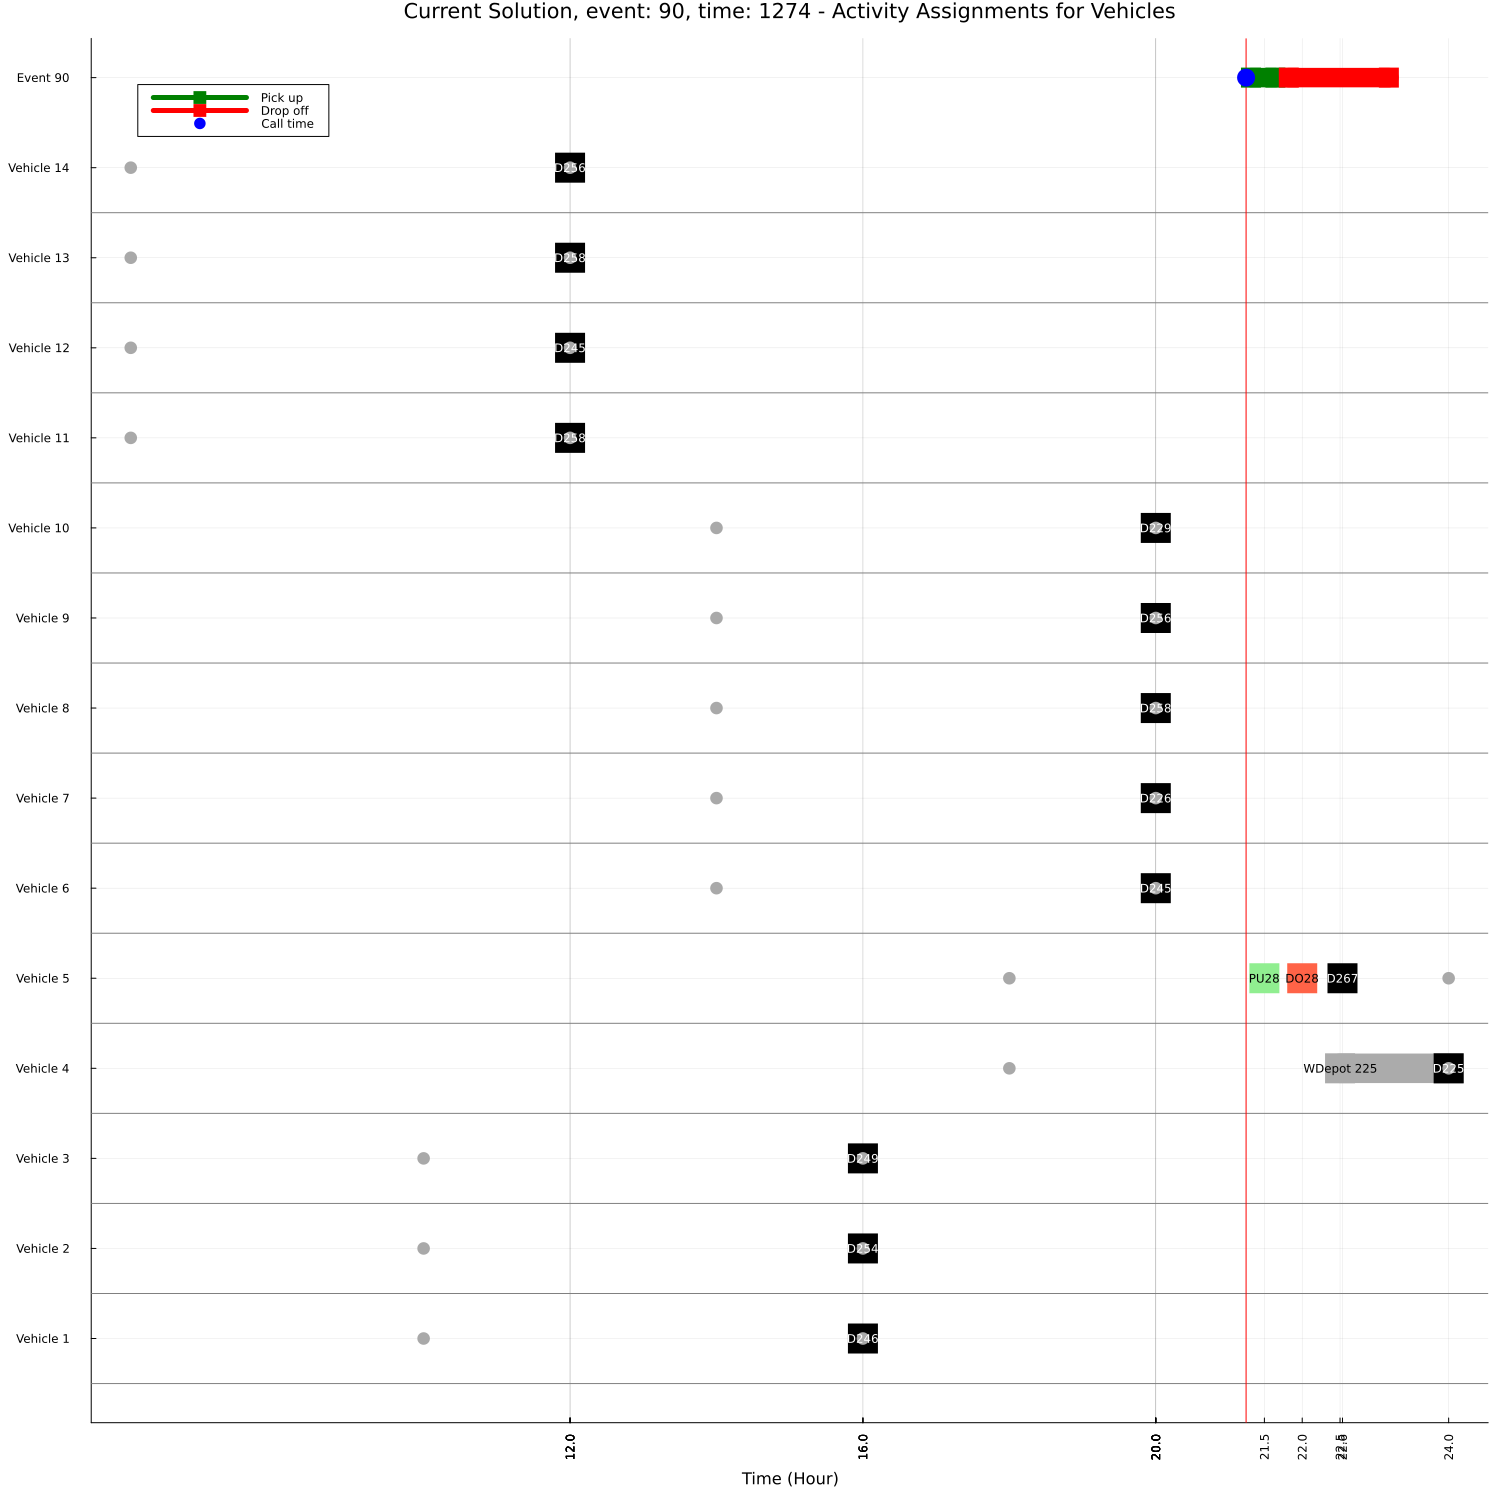 Current Solution, event: 90, time: 1274 - Activity Assignments for Vehicles
Event 90
Pick up
Drop off
Call time
Vehicle 14
D256
Vehicle 13
D258
Vehicle 12
D245
Vehicle 11
D258
Vehicle 10
D229
Vehicle 9
D256
Vehicle 8
D258
Vehicle 7
D226
Vehicle 6
D245
Vehicle 5
PU28
DO28
D267
Vehicle 4
WDepot 225
D225
Vehicle 3
D249
Vehicle 2
D254
Vehicle 1
D246
12.0
16.0
20.0
21.5
22.0
24.0
Time (Hour)